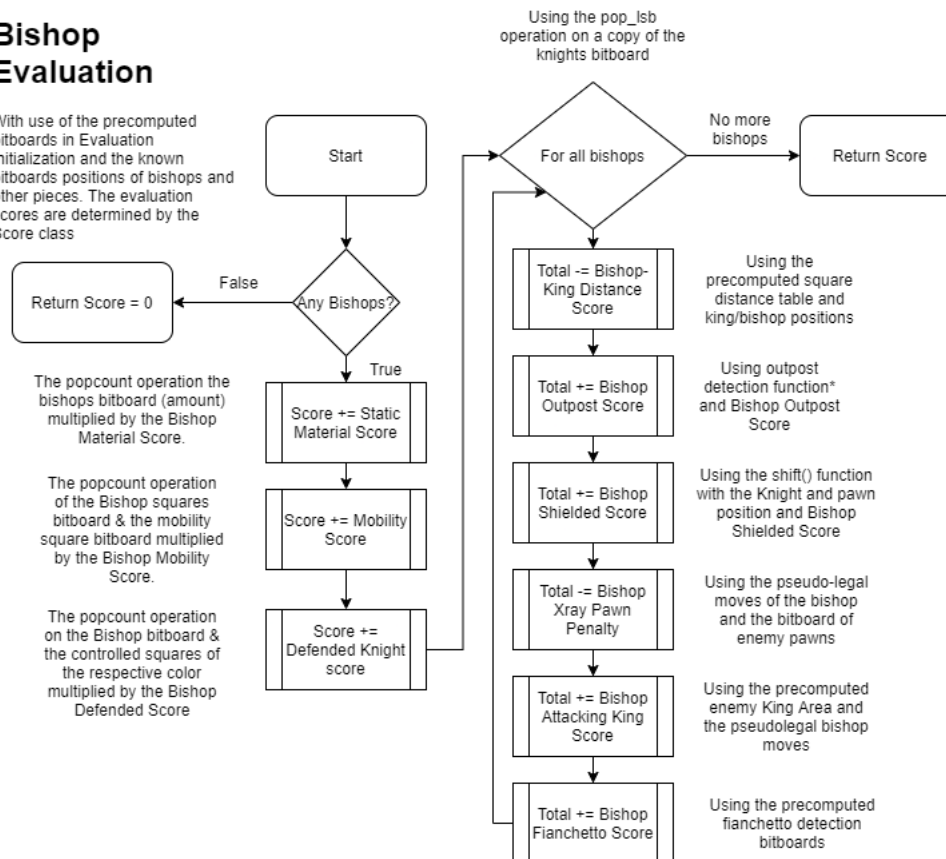 Bishop
Evaluation
With use of the precomputed
bitboards in Evaluation
initialization and the known
bitboards positions of bishops and
other pieces. The evaluation
scores are determined by the
Score class
Start
Any Bishops?
False
Return Score = 0
True
The popcount operation the
bishops bitboard (amount)
multiplied by the Bishop
Material Score.
Score += Static
Material Score
The popcount operation
of the Bishop squares
bitboard & the mobility
square bitboard multiplied
by the Bishop Mobility
Score.
Score += Mobility
Score
The popcount operation
on the Bishop bitboard &
the controlled squares of
the respective color
multiplied by the Bishop
Defended Score
Score +=
Defended Knight
score
Using the pop_lsb
operation on a copy of the
knights bitboard
For all bishops
No more
bishops
Return Score
Total -= Bishop-
King Distance
Score
Using the
precomputed square
distance table and
king/bishop positions
Total += Bishop
Outpost Score
Using outpost
detection function*
and Bishop Outpost
Score
Total += Bishop
Shielded Score
Using the shift() function
with the Knight and pawn
position and Bishop
Shielded Score
Total -= Bishop
Xray Pawn
Penalty
Using the pseudo-legal
moves of the bishop
and the bitboard of
enemy pawns
Total += Bishop
Attacking King
Score
Using the precomputed
enemy King Area and
the pseudolegal bishop
moves
Total += Bishop
Fianchetto Score
Using the precomputed
fianchetto detection
bitboards